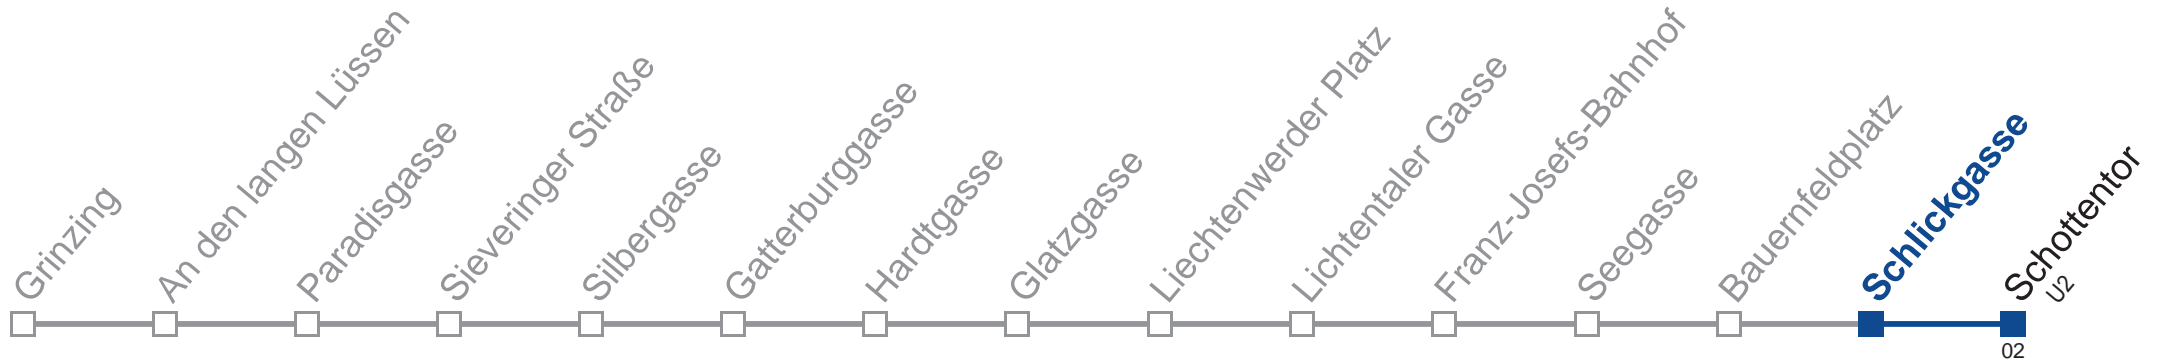 Grinzing
An den langen Lüssen
Paradisgasse
Sieveringer Straße
Silbergasse
Gatterburggasse
Hardtgasse
Glatzgasse
Liechtenwerder Platz
Lichtentaler Gasse
Franz-Josefs-Bahnhof
Seegasse
Bauernfeldplatz
Schlickgasse
Schottentor
U2
02